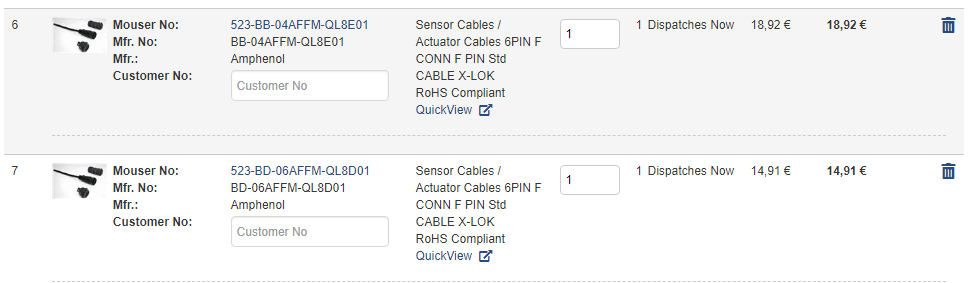 6 Mouser No: 523-BB-04AFFM-QL8E01 Sensor Cables / 1 1 Dispatches Now 18,92 € 18,92 €
Mfr. No: BB-04AFFM-QL8E01 Actuator Cables 6PIN F
Mfr.: Amphenol CONN F PIN Std
Customer No: Customer No CABLE X-LOK
RoHS Compliant
QuickView
7 Mouser No: 523-BD-06AFFM-QL8D01 Sensor Cables / 1 1 Dispatches Now 14,91 € 14,91 €
Mfr. No: BD-06AFFM-QL8D01 Actuator Cables 6PIN F
Mfr.: Amphenol CONN F PIN Std
Customer No: Customer No CABLE X-LOK
RoHS Compliant
QuickView